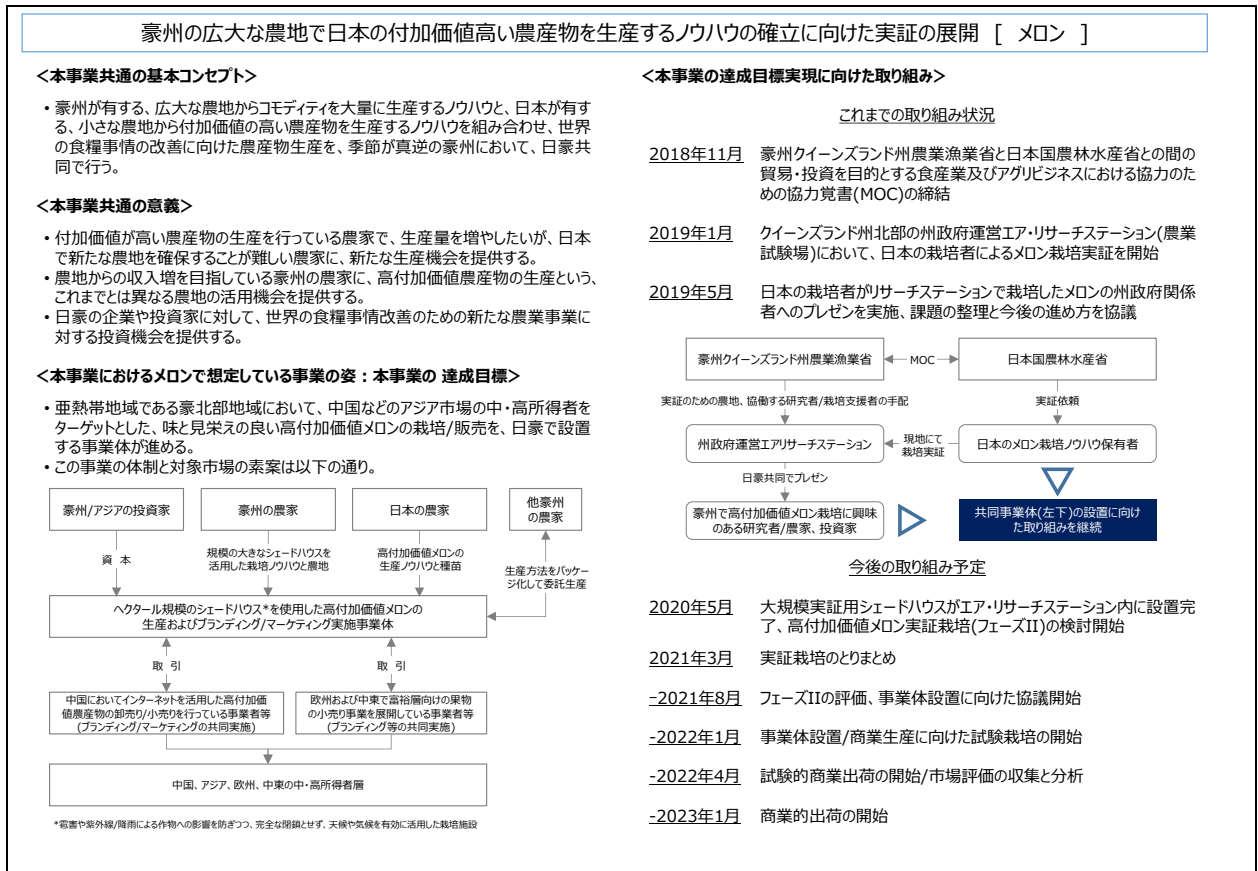 豪州の広大な農地で日本の付加価値高い農産物を生産するノウハウの確立に向けた実証の展開 [ メロン ]
<本事業共通の基本コンセプト>
・豪州が有する、広大な農地からコモディティを大量に生産するノウハウと、日本が有す
る、小さな農地から付加価値の高い農産物を生産するノウハウを組み合わせ、世界
の食糧事情の改善に向けた農産物生産を、季節が真逆の豪州において、日豪共
同で行う。
<本事業共通の意義>
・付加価値が高い農産物の生産を行っている農家で、生産量を増やしたいが、日本
で新たな農地を確保することが難しい農家に、新たな生産機会を提供する。
・農地からの収入増を目指している豪州の農家に、高付加価値農産物の生産という、
これまでとは異なる農地の活用機会を提供する。
・日豪の企業や投資家に対して、世界の食糧事情改善のための新たな農業事業に
対する投資機会を提供する。
<本事業におけるメロンで想定している事業の姿：本事業の 達成目標>
・亜熱帯地域である豪北部地域において、中国などのアジア市場の中・高所得者を
ターゲットとした、味と見栄えの良い高付加価値メロンの栽培/販売を、日豪で設置
する事業体が進める。
・この事業の体制と対象市場の素案は以下の通り。
豪州/アジアの投資家
豪州の農家
日本の農家
他豪州
の農家
資 本
規模の大きなシェードハウスを
活用した栽培ノウハウと農地
高付加価値メロンの
生産ノウハウと種苗
生産方法をパッケー
ジ化して委託生産
ヘクタール規模のシェードハウス*を使用した高付加価値メロンの
生産およびブランディング/マーケティング実施事業体
取 引
取 引
中国においてインターネットを活用した高付加価
値農産物の卸売り/小売りを行っている事業者等
(ブランディング/マーケティングの共同実施)
欧州および中東で富裕層向けの果物
の小売り事業を展開している事業者等
(ブランディング等の共同実施)
中国、アジア、欧州、中東の中・高所得者層
*雹害や紫外線/降雨による作物への影響を防ぎつつ、完全な閉鎖とせず、天候や気候を有効に活用した栽培施設
<本事業の達成目標実現に向けた取り組み>
これまでの取り組み状況
2018年11月 豪州クイーンズランド州農業漁業省と日本国農林水産省との間の
貿易・投資を目的とする食産業及びアグリビジネスにおける協力のた
めの協力覚書(MOC)の締結
2019年1月 クイーンズランド州北部の州政府運営エア・リサーチステーション(農業
試験場)において、日本の栽培者によるメロン栽培実証を開始
2019年5月 日本の栽培者がリサーチステーションで栽培したメロンの州政府関係
者へのプレゼンを実施、課題の整理と今後の進め方を協議
豪州クイーンズランド州農業漁業省
MOC
日本国農林水産省
実証のための農地、協働する研究者/栽培支援者の手配
実証依頼
州政府運営エアリサーチステーション
現地にて
栽培実証
日本のメロン栽培ノウハウ保有者
日豪共同でプレゼン
豪州で高付加価値メロン栽培に興味
のある研究者/農家、投資家
共同事業体(左下)の設置に向け
た取り組みを継続
今後の取り組み予定
2020年5月 大規模実証用シェードハウスがエア・リサーチステーション内に設置完
了、高付加価値メロン実証栽培(フェーズII)の検討開始
2021年3月 実証栽培のとりまとめ
-2021年8月 フェーズIIの評価、事業体設置に向けた協議開始
-2022年1月 事業体設置/商業生産に向けた試験栽培の開始
-2022年4月 試験的商業出荷の開始/市場評価の収集と分析
-2023年1月 商業的出荷の開始